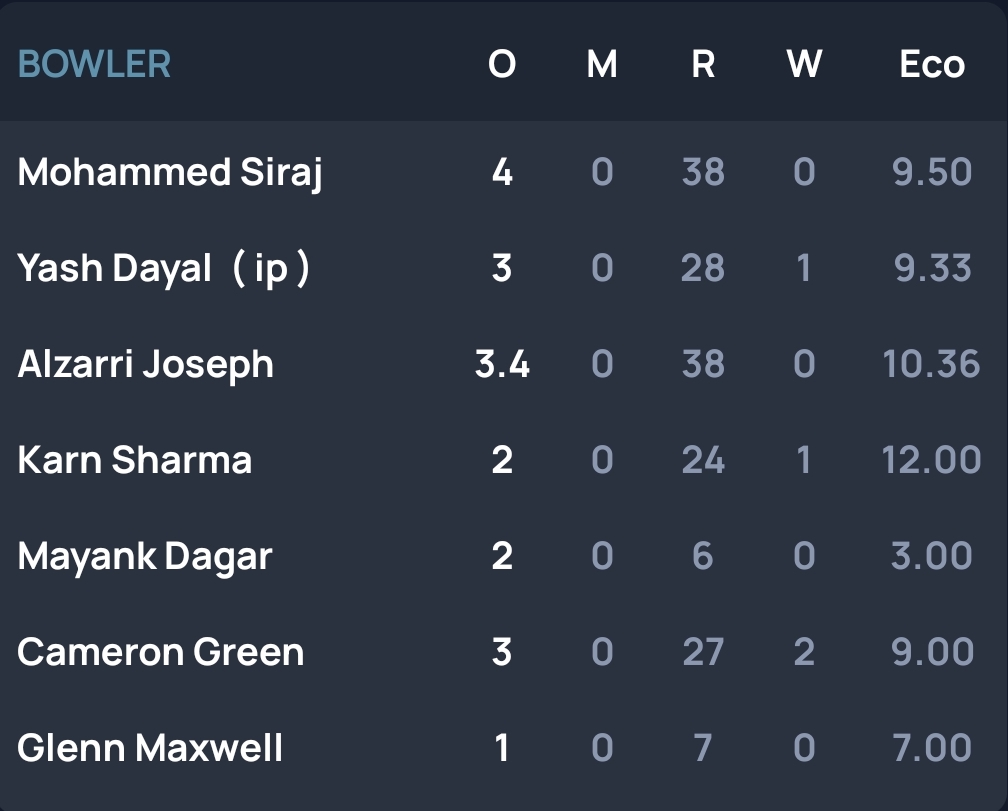 BOWLER O M R W Eco
Mohammed Siraj 4 0 38 0 9.50
Yash Dayal ( ip ) 3 0 28 1 9.33
Alzarri Joseph 3.4 0 38 0 10.36
Karn Sharma 2 0 24 1 12.00
Mayank Dagar 2 0 6 0 3.00
Cameron Green 3 0 27 2 9.00
Glenn Maxwell 1 0 7 0 7.00